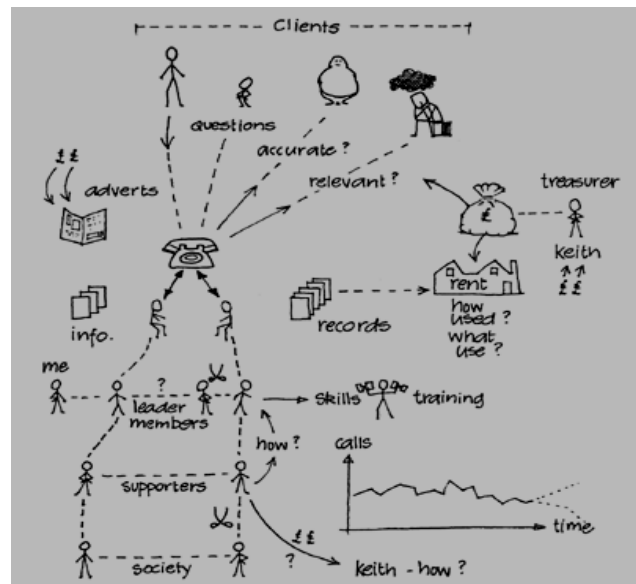 Clients
questions
accurate?
relevant?
££
adverts
£
treasurer
keith
££
rent
how
used?
what
use?
info.
records
me
?
leader
members
skills
training
how?
supporters
calls
time
££
?
society
keith - how?